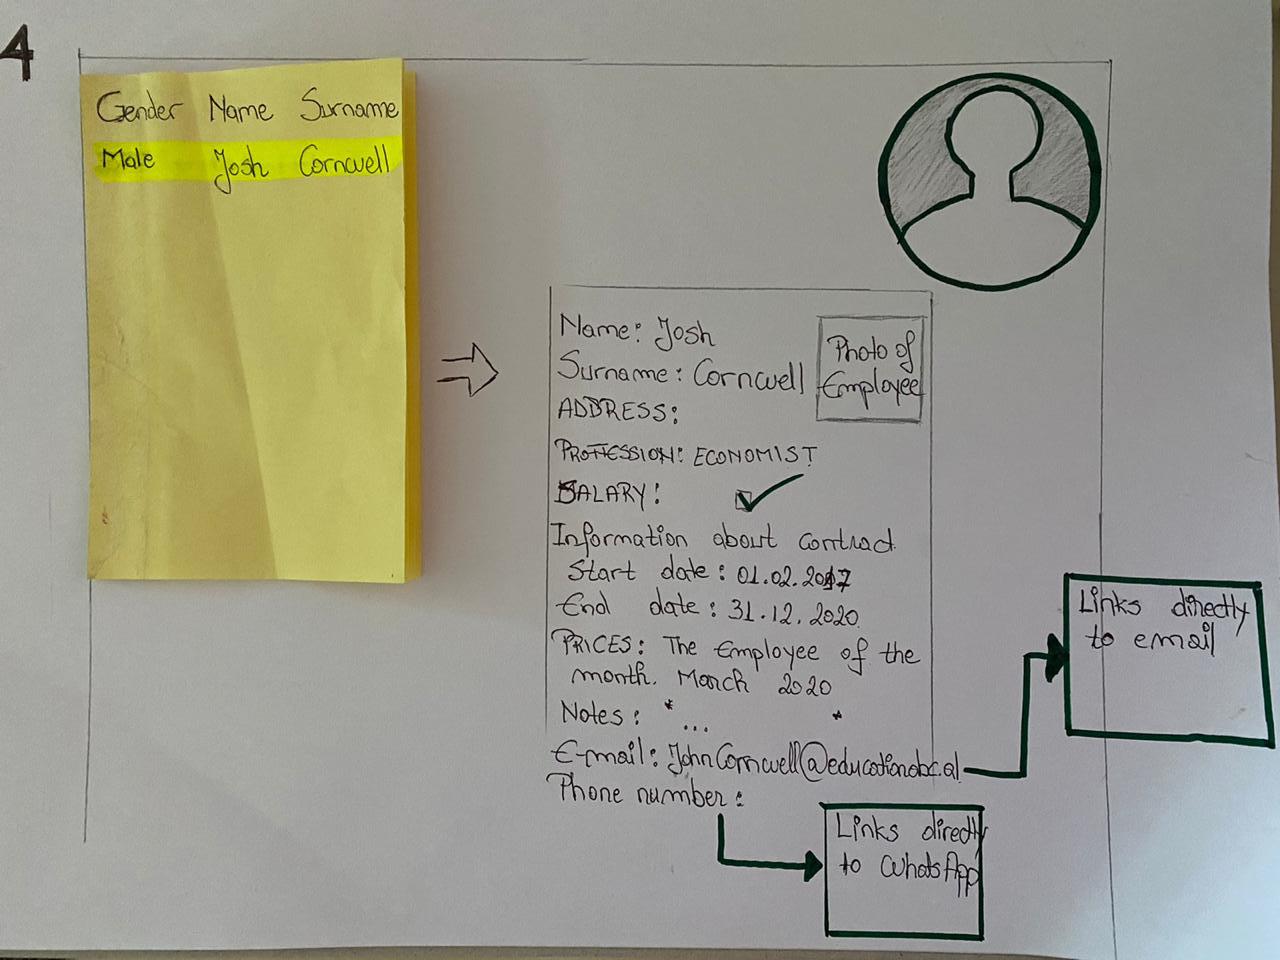 4
Gender Name Surname
Male Josh Cornwell
Name: Josh
Surname: Cornwell
Photo of
Employee
ADDRESS:
PROFFESSION: ECONOMIST
SALARY:
Information about contract
Start date: 01.02.2017
End date: 31.12.2020
PRICES: The Employee of the
month. March 2020
Notes: "... "
E-mail: JohnCornwell@educationabc.al
Phone number:
Links directly
to email
Links directly
to WhatsApp